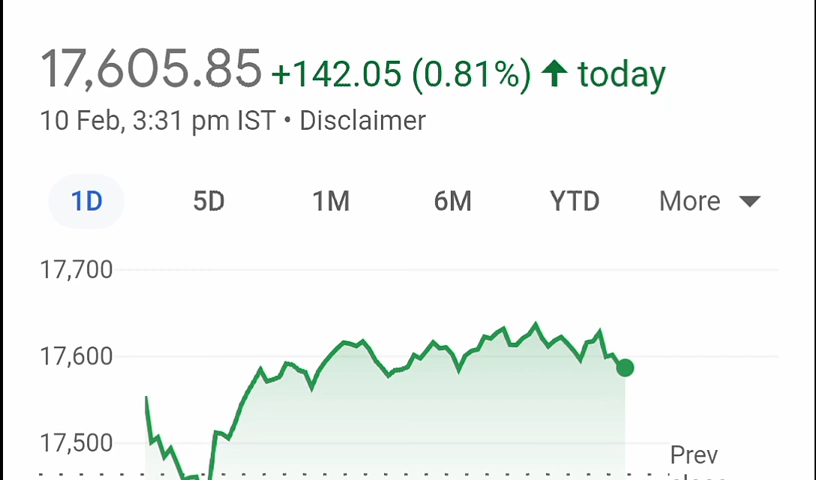 17,605.85 +142.05 (0.81%) ↑ today
10 Feb, 3:31 pm IST • Disclaimer
1D 5D 1M 6M YTD More
17,700
17,600
17,500
Prev